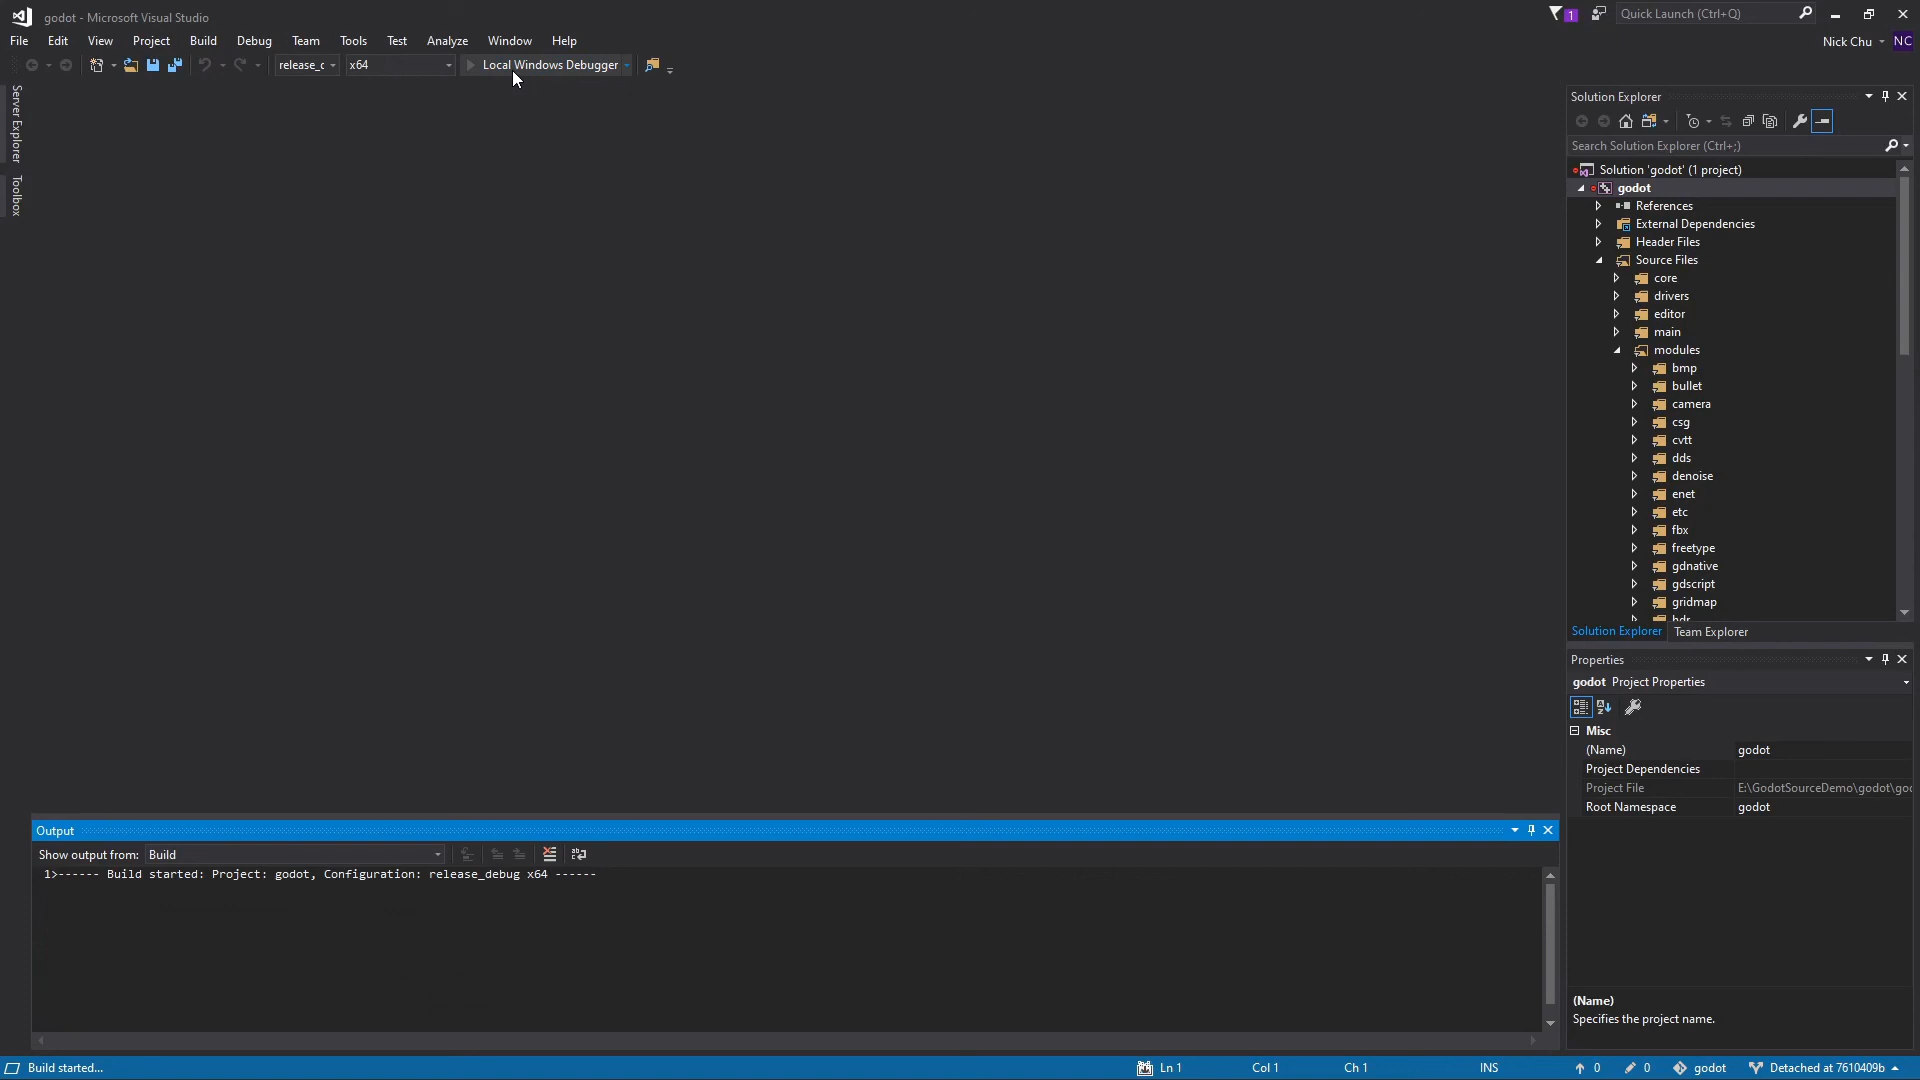 godot - Microsoft Visual Studio
1
Quick Launch (Ctrl+Q)
File Edit View Project Build Debug Team Tools Test Analyze Window Help
Nick Chu NC
x64 Local Windows Debugger
Server Explorer
Toolbox
Solution Explorer
Search Solution Explorer (Ctrl+;)
Solution 'godot' (1 project)
godot
References
External Dependencies
Header Files
Source Files
core
drivers
editor
main
modules
bmp
bullet
camera
csg
cvtt
dds
denoise
enet
etc
fbx
freetype
gdnative
gdscript
gridmap
Solution Explorer Team Explorer
Properties
godot Project Properties
Misc
(Name) godot
Project Dependencies
Project File E:\GodotSourceDemo\godot\goc
Root Namespace godot
(Name)
Specifies the project name.
Output
Show output from: Build
1>------ Build started: Project: godot, Configuration: release_debug x64 ------
Build started... Ln 1 Col 1 Ch 1 INS 0 0 godot Detached at 7610409b